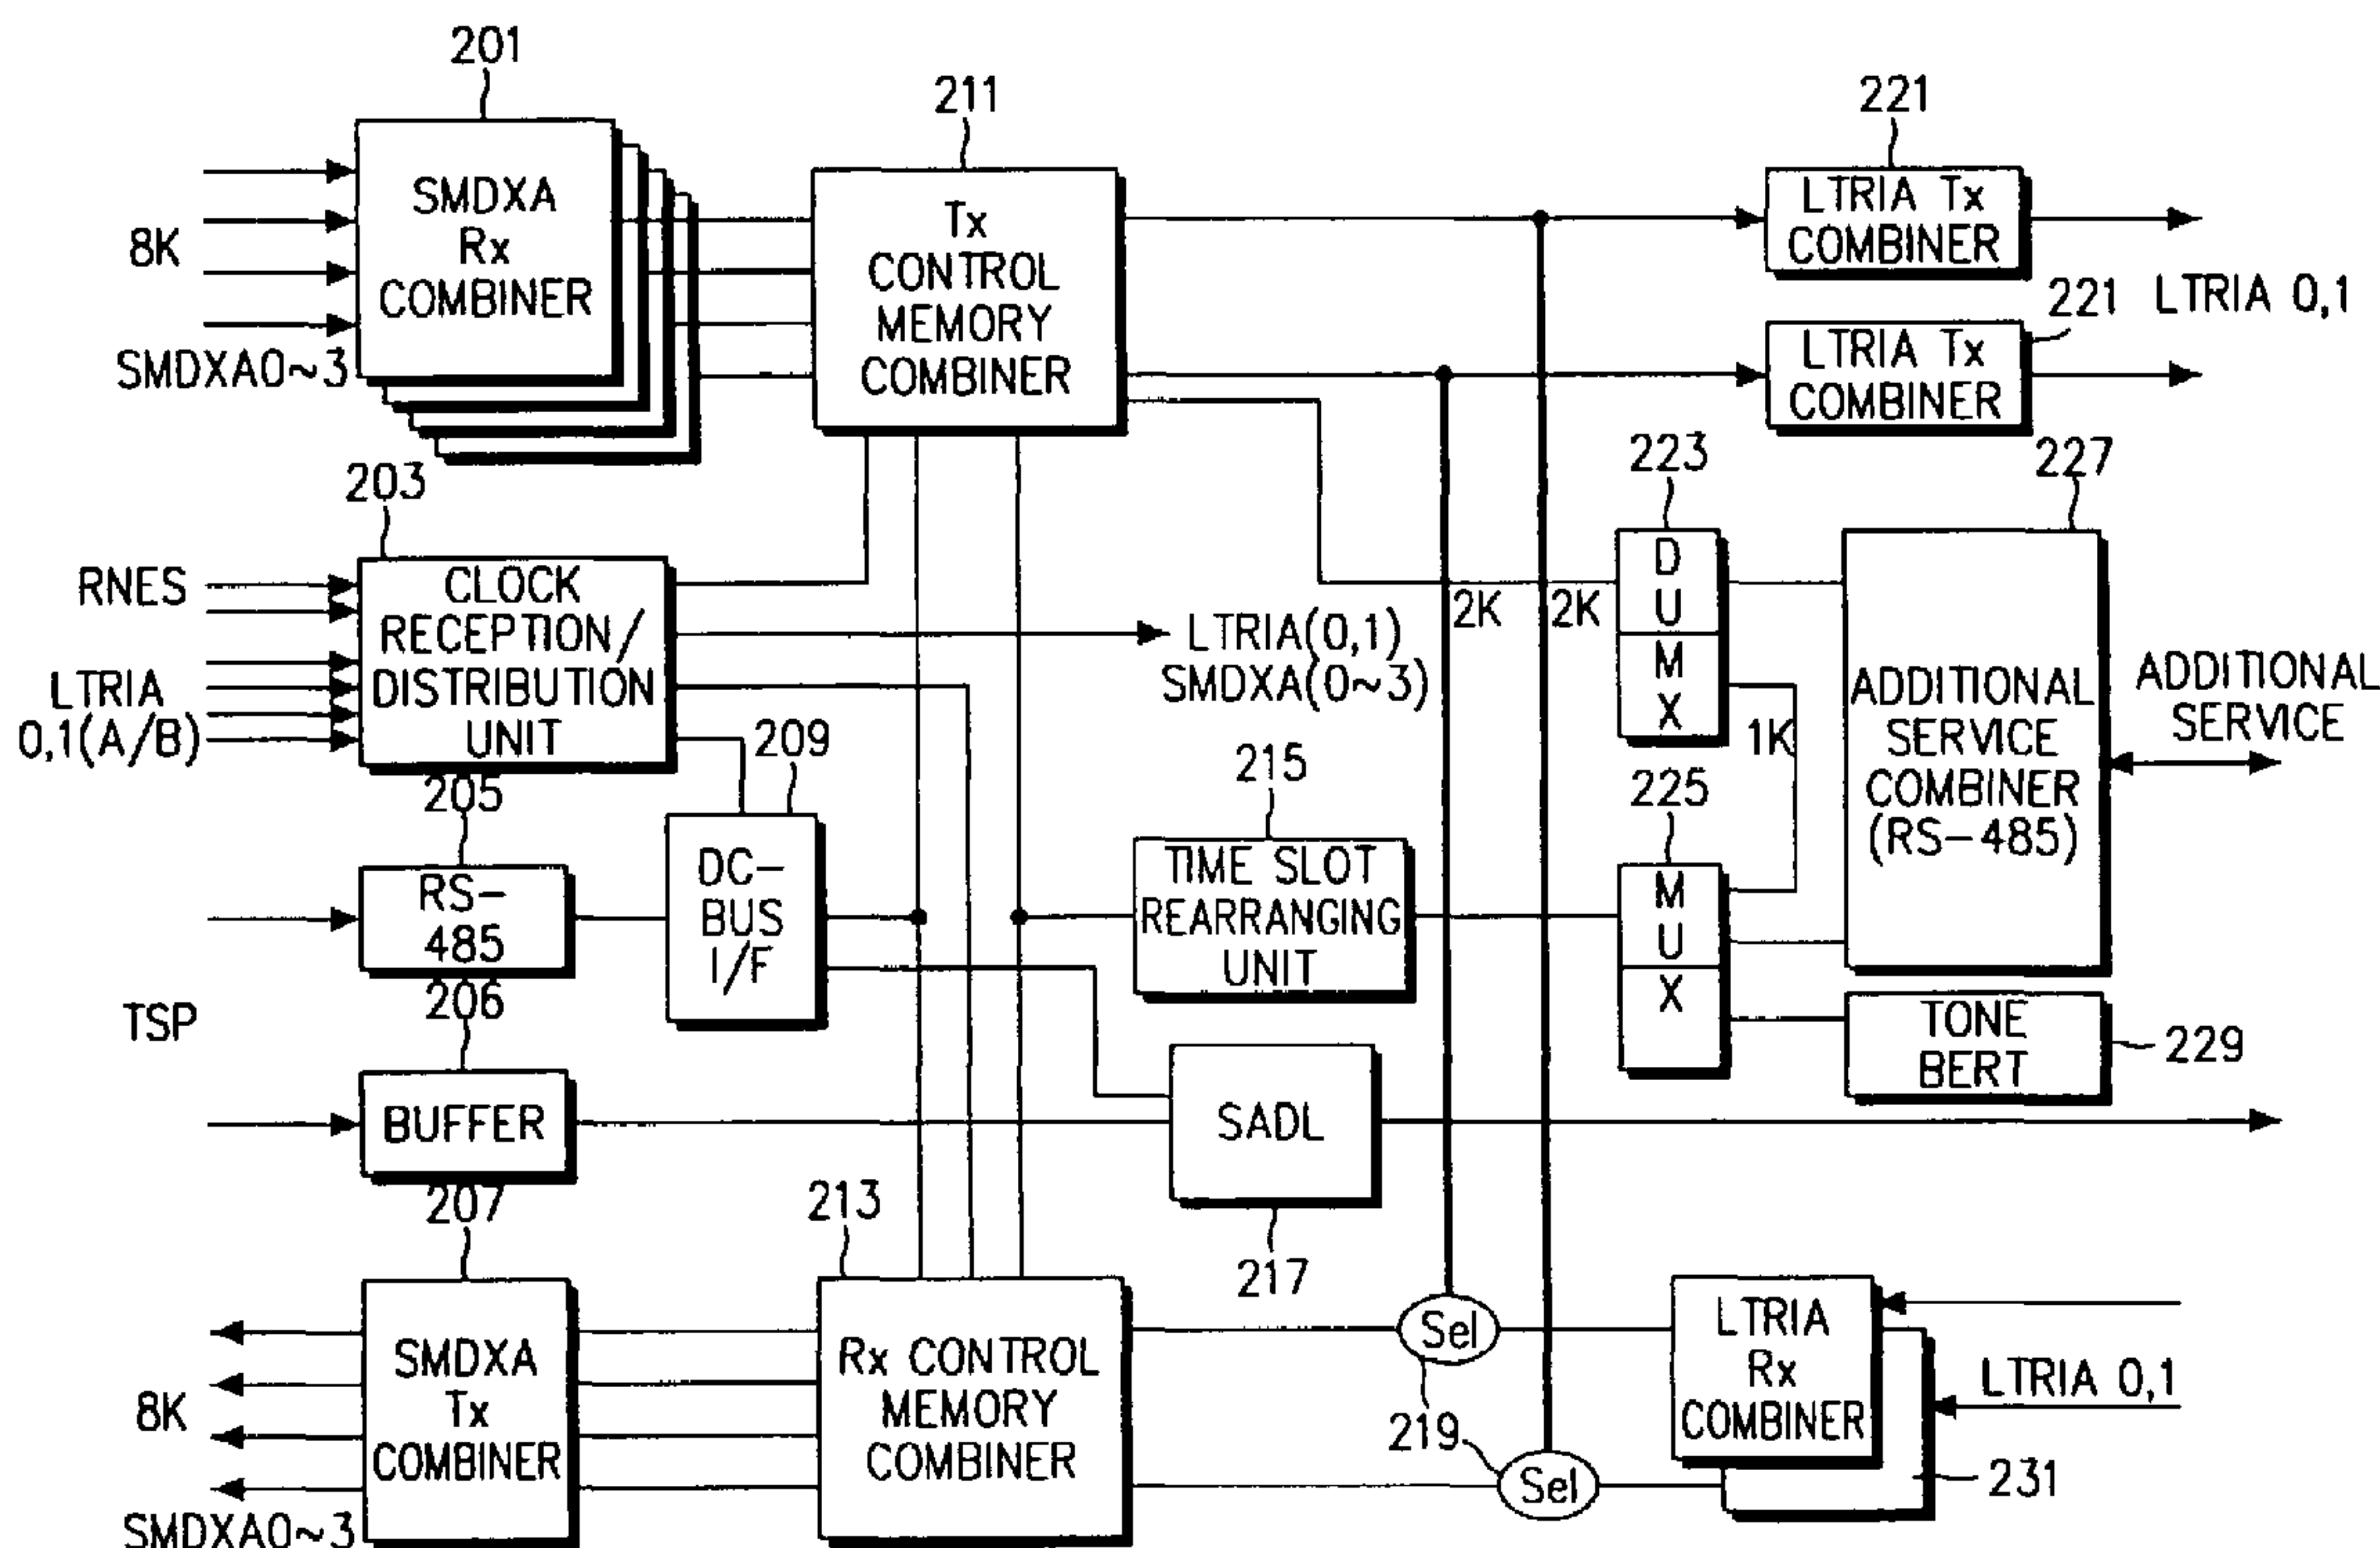 201
211
221
SMDXA
Rx
COMBINER
8K
SMDXA0~3
Tx
CONTROL
MEMORY
COMBINER
LTRIA Tx
COMBINER
221
LTRIA 0,1
LTRIA Tx
COMBINER
203
223
227
RNES
LTRIA
0,1(A/B)
CLOCK
RECEPTION/
DISTRIBUTION
UNIT
LTRIA(0,1)
SMDXA(0~3)
2K
2K
D
U
M
X
1K
ADDITIONAL
SERVICE
COMBINER
(RS-485)
ADDITIONAL
SERVICE
205
209
215
225
RS-
485
DC-
BUS
I/F
TIME SLOT
REARRANGING
UNIT
M
U
X
TSP
206
TONE
BERT
229
BUFFER
SADL
217
207
213
8K
SMDXA0~3
SMDXA
Tx
COMBINER
Rx CONTROL
MEMORY
COMBINER
Sel
219
Sel
LTRIA
Rx
COMBINER
LTRIA 0,1
231